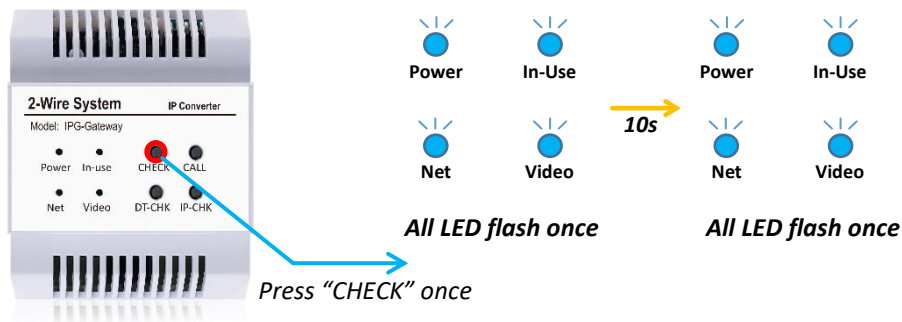 2-Wire System IP Converter
Model: IPG-Gateway
Power In-use CHECK CALL
Net Video DT-CHK IP-CHK
Press “CHECK” once
Power In-Use
Net Video
All LED flash once
10s
Power In-Use
Net Video
All LED flash once